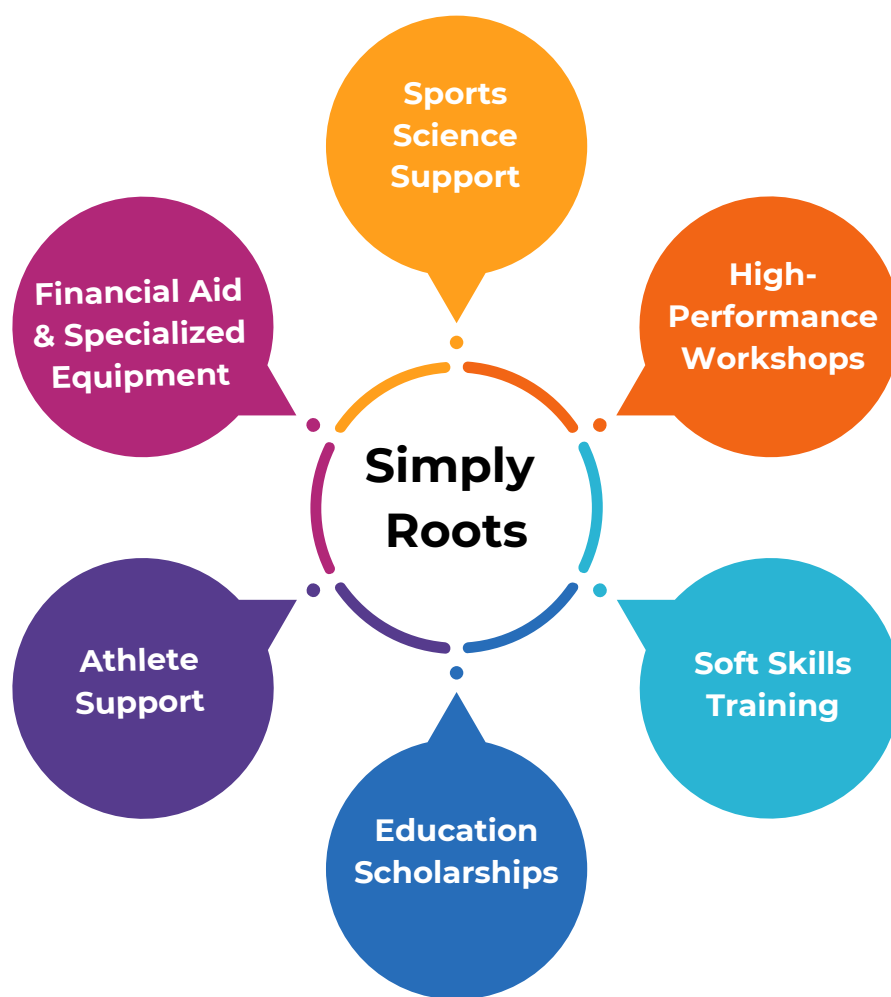 Sports
Science
Support
High-
Performance
Workshops
Soft Skills
Training
Education
Scholarships
Athlete
Support
Financial Aid
& Specialized
Equipment
Simply
Roots